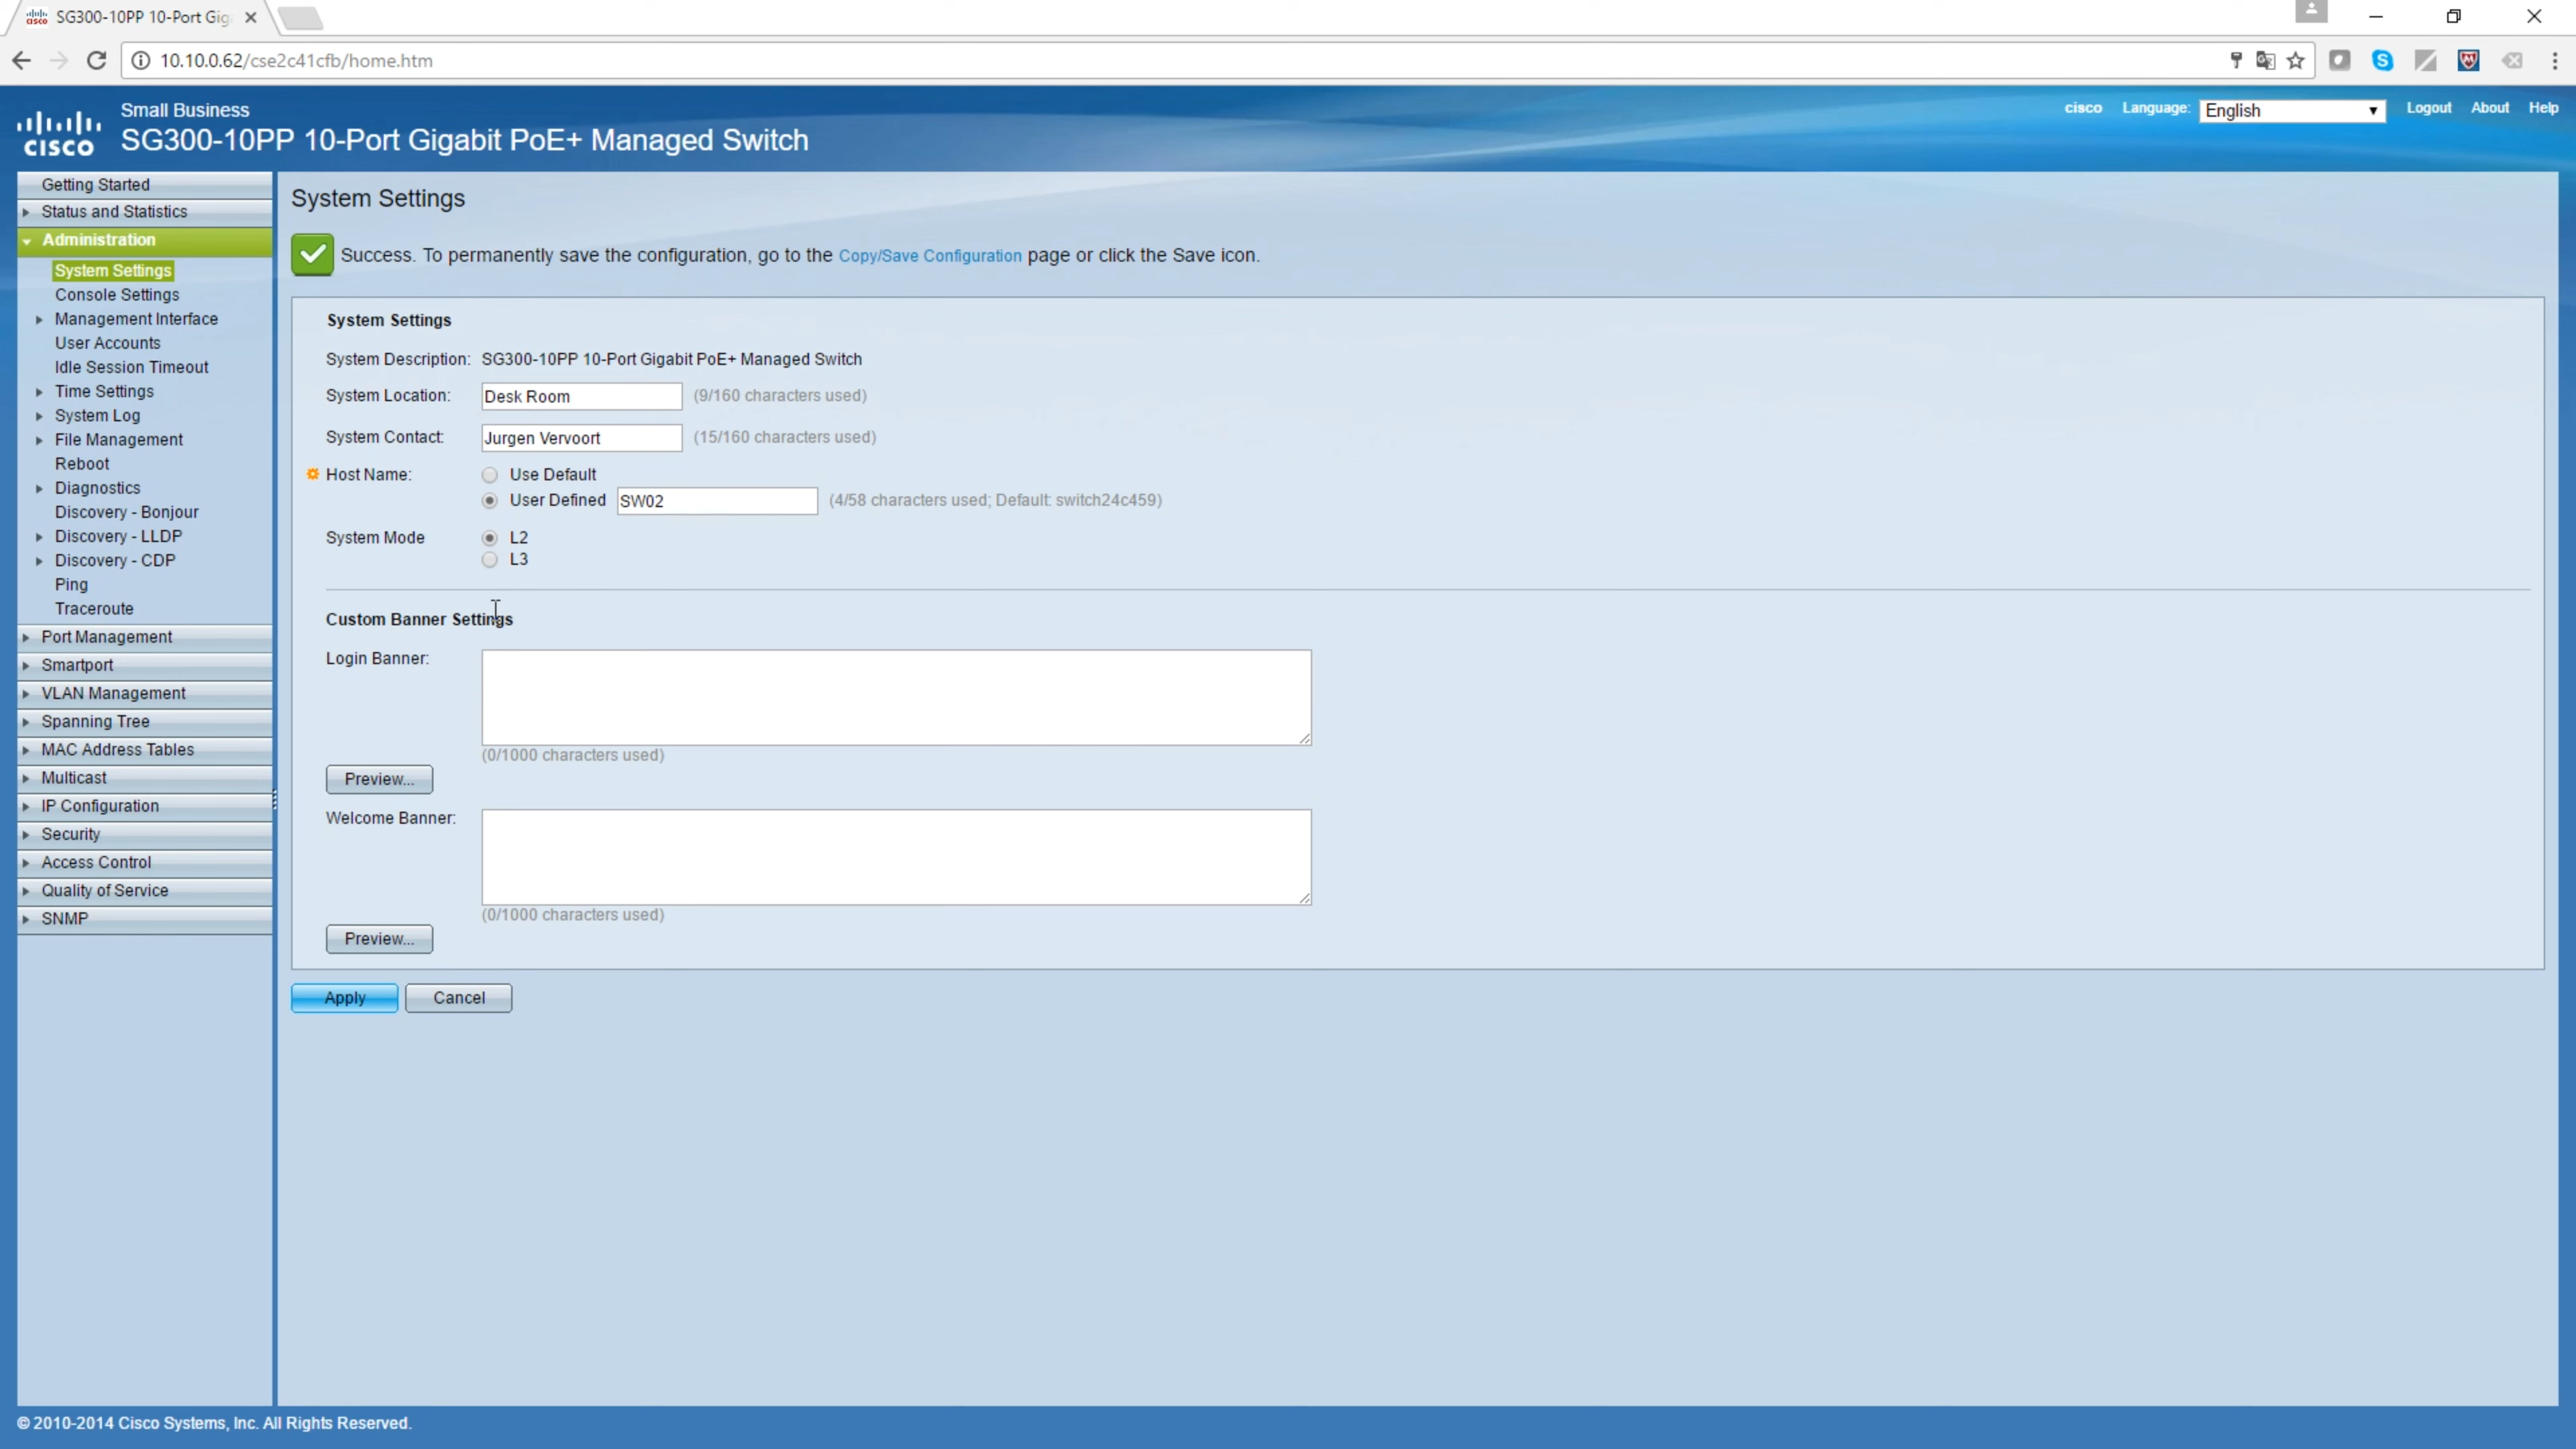 SG300-10PP 10-Port Gig
10.10.0.62/cse2c41cfb/home.htm
Small Business
cisco Language: English Logout About Help
CISCO
SG300-10PP 10-Port Gigabit PoE+ Managed Switch
Getting Started
Status and Statistics
Administration
System Settings
Console Settings
Management Interface
User Accounts
Idle Session Timeout
Time Settings
System Log
File Management
Reboot
Diagnostics
Discovery - Bonjour
Discovery - LLDP
Discovery - CDP
Ping
Traceroute
Port Management
Smartport
VLAN Management
Spanning Tree
MAC Address Tables
Multicast
IP Configuration
Security
Access Control
Quality of Service
SNMP
System Settings
Success. To permanently save the configuration, go to the Copy/Save Configuration page or click the Save icon.
System Settings
System Description: SG300-10PP 10-Port Gigabit PoE+ Managed Switch
System Location: Desk Room (9/160 characters used)
System Contact: Jurgen Vervoort (15/160 characters used)
Host Name: Use Default
User Defined SW02 (4/58 characters used; Default: switch24c459)
System Mode L2
L3
Custom Banner Settings
Login Banner:
(0/1000 characters used)
Preview...
Welcome Banner:
(0/1000 characters used)
Preview...
Apply Cancel
© 2010-2014 Cisco Systems, Inc. All Rights Reserved.